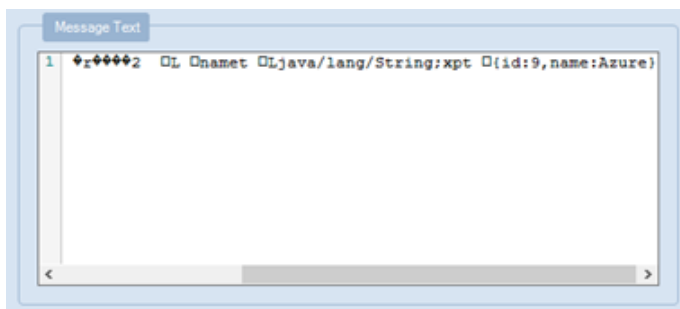 Message Text
1 �r����2 □L □namet □Ljava/lang/String;xpt □{id:9,name:Azure}